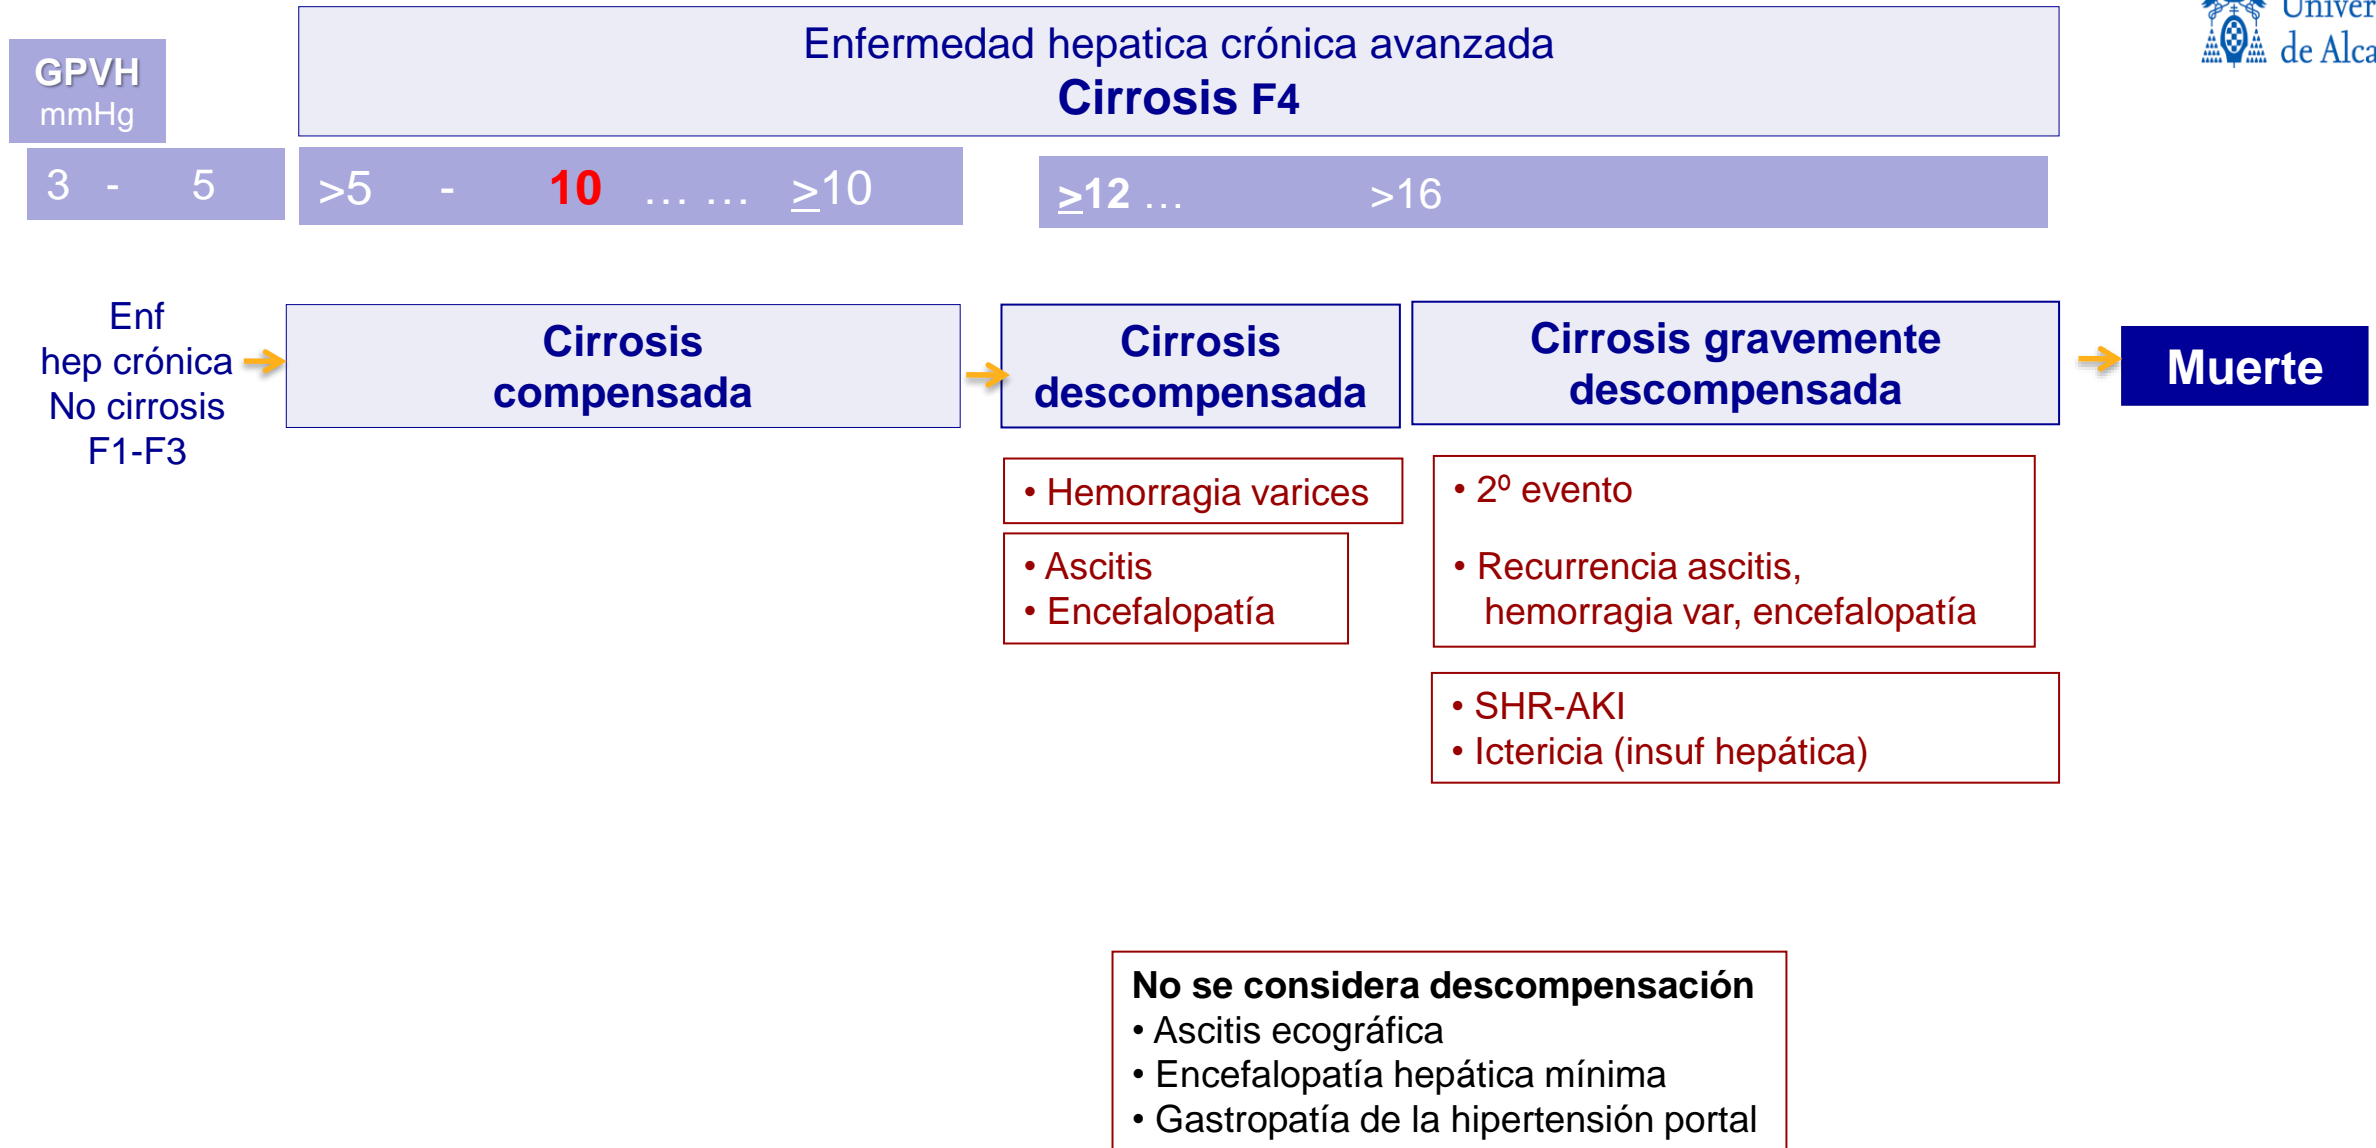 Enfermedad hepatica crónica avanzada
Cirrosis F4
de
GPVH
mmHg
3 - 5
>5 - 10 … … ≥10
≥12 … >16
Enf
hep crónica
No cirrosis
F1-F3
Cirrosis
compensada
Cirrosis
descompensada
Cirrosis gravemente
descompensada
Muerte
• Hemorragia varices
• Ascitis
• Encefalopatía
• 2º evento
• Recurrencia ascitis,
hemorragia var, encefalopatía
• SHR-AKI
• Ictericia (insuf hepática)
No se considera descompensación
• Ascitis ecográfica
• Encefalopatía hepática mínima
• Gastropatía de la hipertensión portal